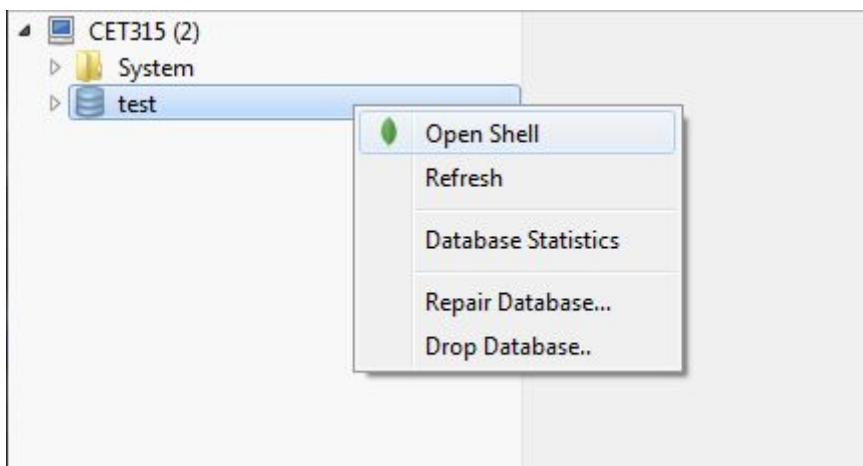 CET315 (2)
System
test
Open Shell
Refresh
Database Statistics
Repair Database...
Drop Database..